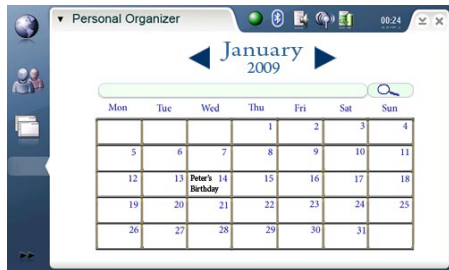 Personal Organizer 00:24
January
2009
Mon Tue Wed Thu Fri Sat Sun
1 2 3 4
5 6 7 8 9 10 11
12 13 Peter's 14 15 16 17 18
Birthday
19 20 21 22 23 24 25
26 27 28 29 30 31